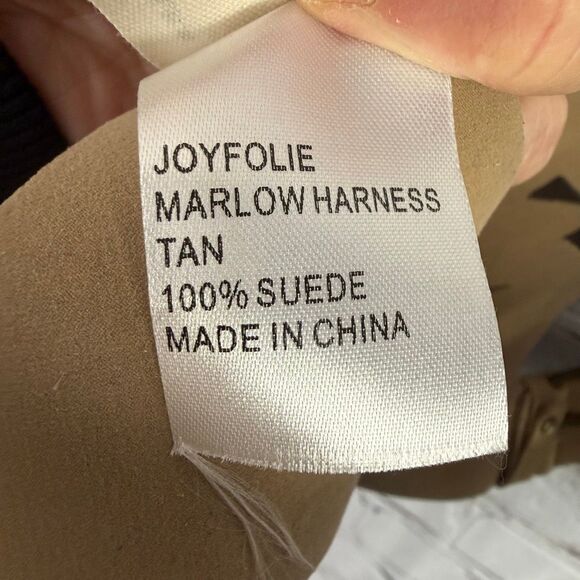 JOYFOLIE
MARLOW HARNESS
TAN
100% SUEDE
MADE IN CHINA